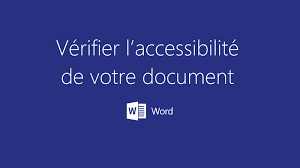 Vérifier l’accessibilité
de votre document
W Word